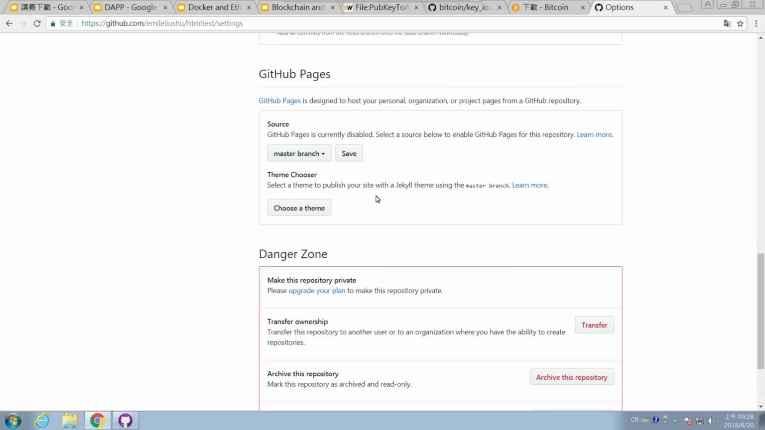 講義下載 - Goo
DAPP - Google
Docker and Eth
Blockchain and
File:PubKeyToA
bitcoin/key_io
下載 - Bitcoin
Options
安全
https://github.com/emileliushu/htmltest/settings
GitHub Pages
GitHub Pages is designed to host your personal, organization, or project pages from a GitHub repository.
Source
GitHub Pages is currently disabled. Select a source below to enable GitHub Pages for this repository. Learn more.
master branch
Save
Theme Chooser
Select a theme to publish your site with a Jekyll theme using the master branch. Learn more.
Choose a theme
Danger Zone
Make this repository private
Please upgrade your plan to make this repository private.
Transfer ownership
Transfer this repository to another user or to an organization where you have the ability to create
repositories.
Transfer
Archive this repository
Mark this repository as archived and read-only.
Archive this repository
CH
上午 09:28
2018/8/20